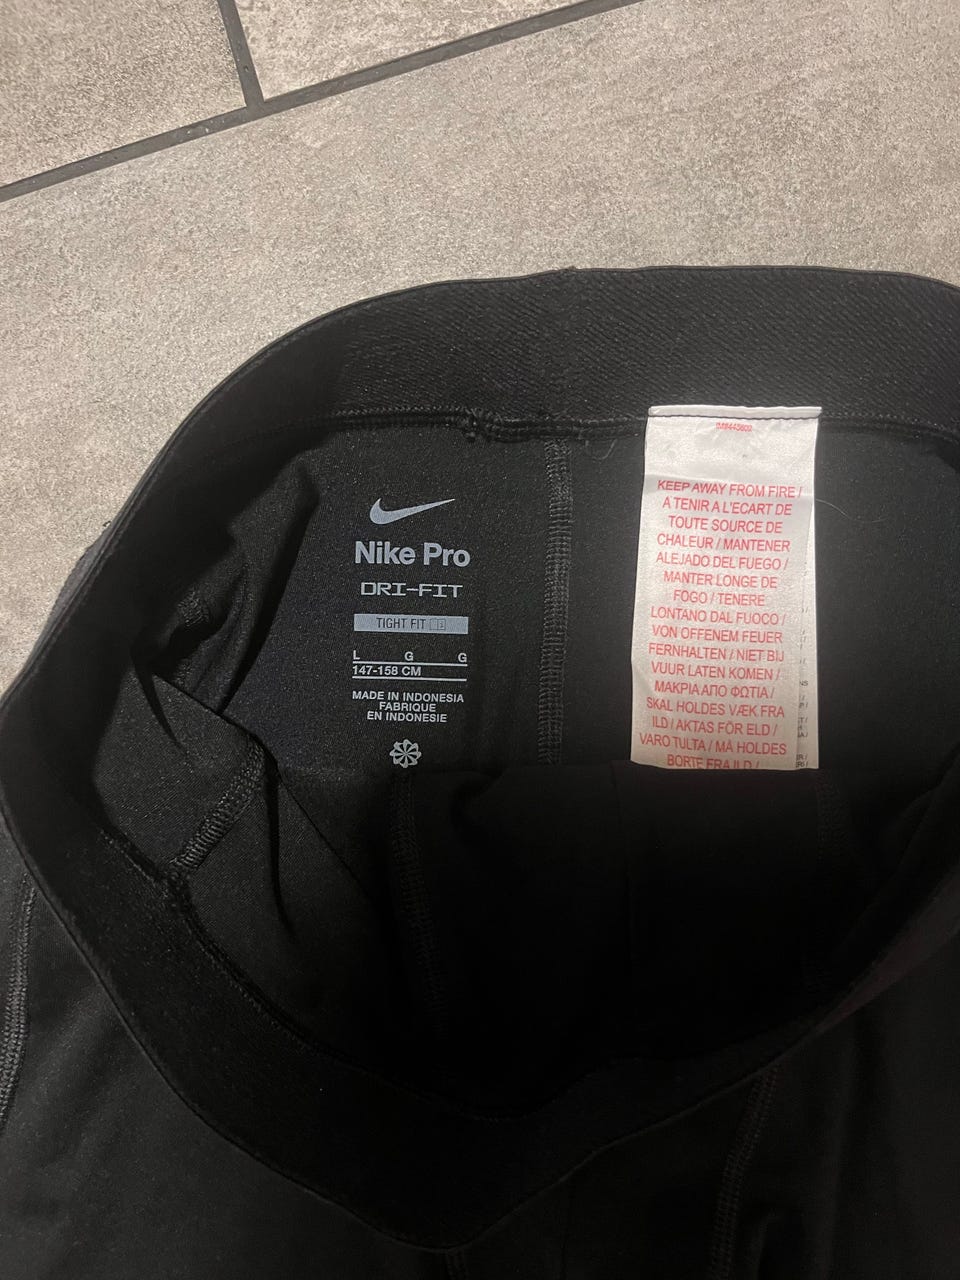 Nike Pro
DRI-FIT
TIGHT FIT
L G G
147-158 CM
MADE IN INDONESIA
FABRIQUE
EN INDONESIE
KEEP AWAY FROM FIRE /
A TENIR A L'ECART DE
TOUTE SOURCE DE
CHALEUR / MANTENER
ALEJADO DEL FUEGO /
MANTER LONGE DE
FOGO / TENERE
LONTANO DAL FUOCO /
VON OFFENEM FEUER
FERNHALTEN / NIET BIJ
VUUR LATEN KOMEN /
ΜΑΚΡΙΑ ΑΠΟ ΦΩΤΙΑ /
SKAL HOLDES VÆK FRA
ILD / AKTAS FÖR ELD /
VARO TULTA / MÅ HOLDES
BORTE FRA ILD /